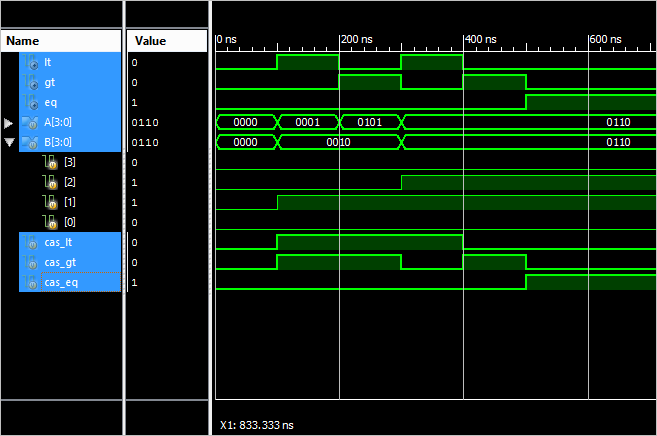 0 ns 200 ns 400 ns 600 ns
Name Value
lt 0
gt 0
eq 1
A[3:0] 0110 0000 0001 0101 0110
B[3:0] 0110 0000 0010 0110
[3] 0
[2] 1
[1] 1
[0] 0
cas_lt 0
cas_gt 0
cas_eq 1
X1: 833.333 ns